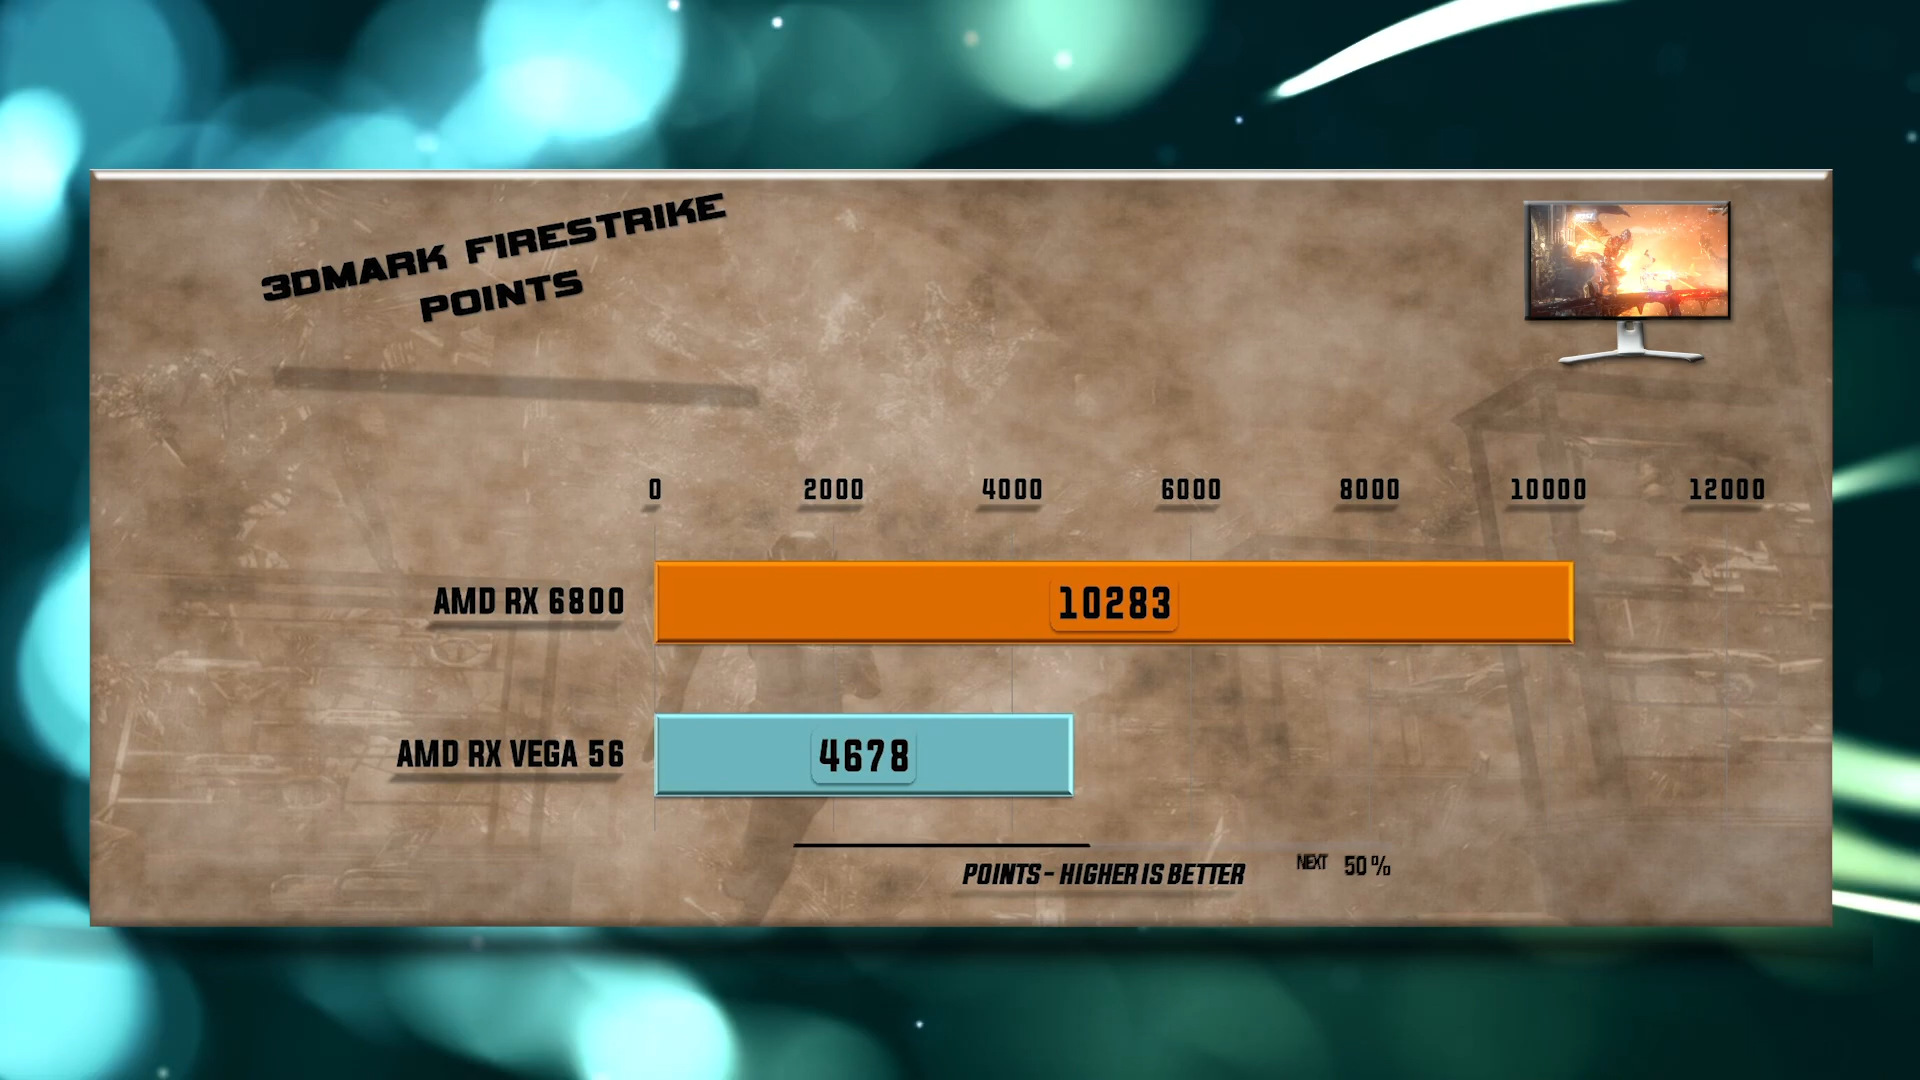 3DMARK FIRESTRIKE
POINTS
0 2000 4000 6000 8000 10000 12000
AMD RX 6800 10283
AMD RX VEGA 56 4678
POINTS - HIGHER IS BETTER
NEXT 50 %